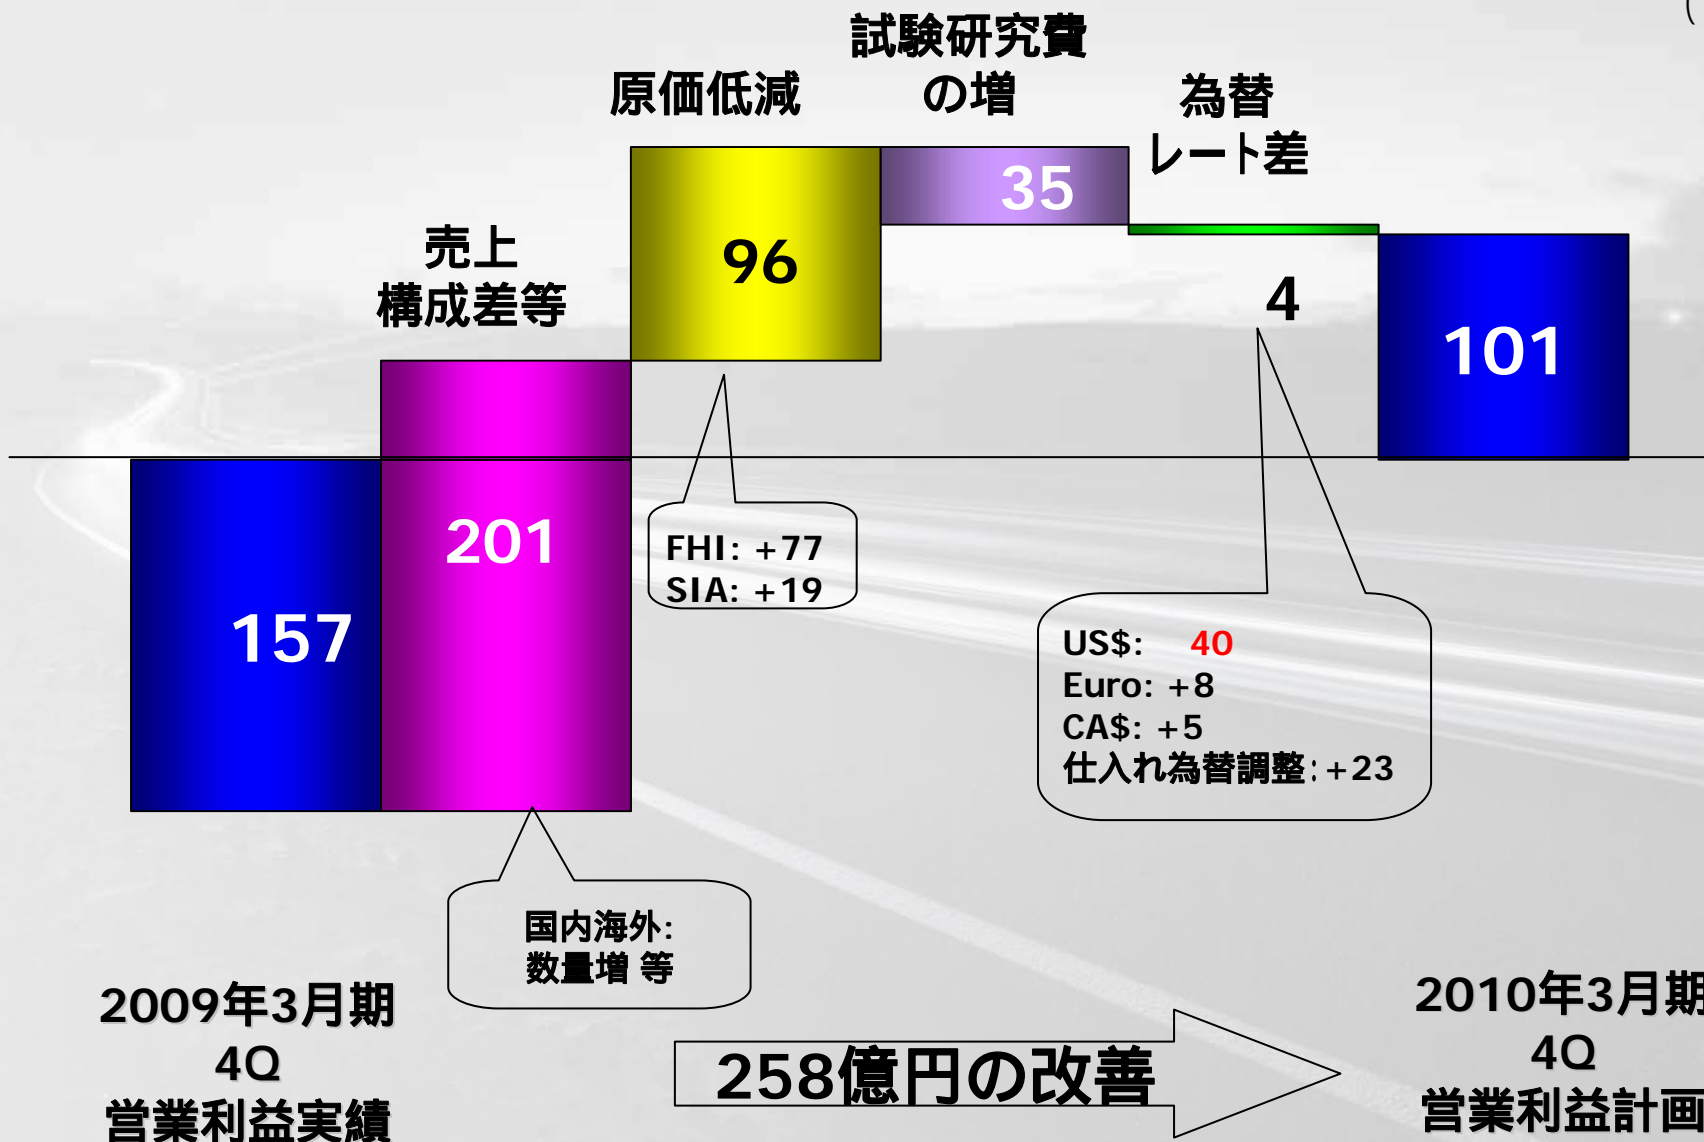 (
試験研究費
の増
原価低減
為替
レート差
35
売上
構成差等
96
4
101
201
FHI: +77
SIA: +19
157
US$: 40
Euro: +8
CA$: +5
仕入れ為替調整:+23
国内海外:
数量増 等
2009年3月期
4Q
営業利益実績
258億円の改善
2010年3月期
4Q
営業利益計画